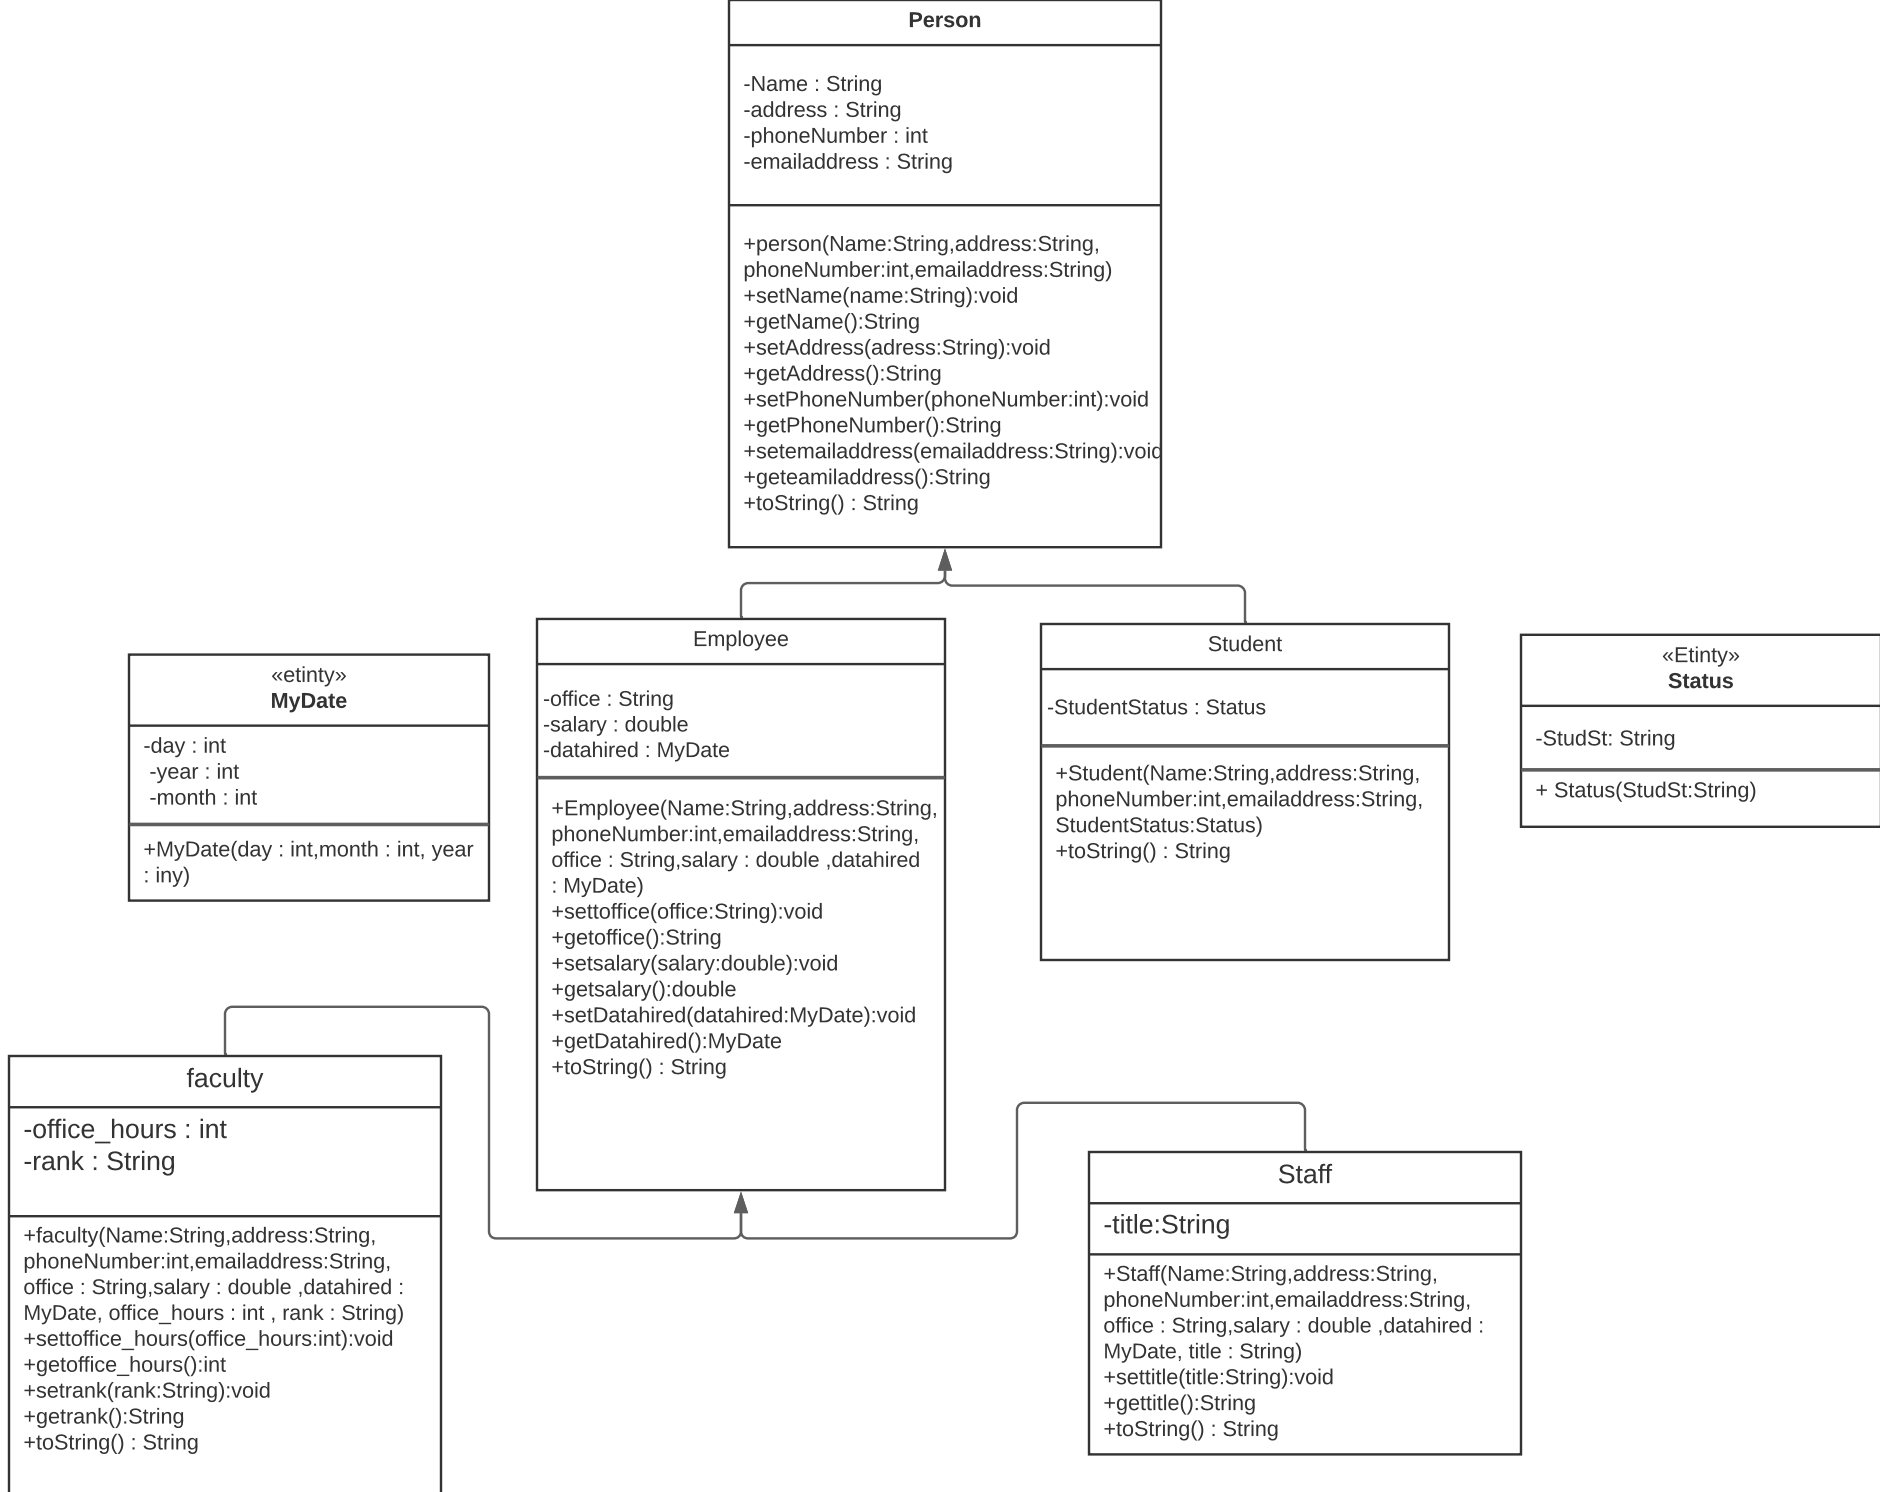 Person
-Name : String
-address : String
-phoneNumber : int
-emailaddress : String
+person(Name:String,address:String,
phoneNumber:int,emailaddress:String)
+setName(name:String):void
+getName():String
+setAddress(adress:String):void
+getAddress():String
+setPhoneNumber(phoneNumber:int):void
+getPhoneNumber():String
+setemailaddress(emailaddress:String):void
+geteamiladdress():String
+toString() : String
«etinty»
MyDate
-day : int
-year : int
-month : int
+MyDate(day : int,month : int, year
: iny)
Employee
-office : String
-salary : double
-datahired : MyDate
+Employee(Name:String,address:String,
phoneNumber:int,emailaddress:String,
office : String,salary : double ,datahired
: MyDate)
+settoffice(office:String):void
+getoffice():String
+setsalary(salary:double):void
+getsalary():double
+setDatahired(datahired:MyDate):void
+getDatahired():MyDate
+toString() : String
Student
-StudentStatus : Status
+Student(Name:String,address:String,
phoneNumber:int,emailaddress:String,
StudentStatus:Status)
+toString() : String
«Etinty»
Status
-StudSt: String
+ Status(StudSt:String)
faculty
-office_hours : int
-rank : String
+faculty(Name:String,address:String,
phoneNumber:int,emailaddress:String,
office : String,salary : double ,datahired :
MyDate, office_hours : int , rank : String)
+settoffice_hours(office_hours:int):void
+getoffice_hours():int
+setrank(rank:String):void
+getrank():String
+toString() : String
Staff
-title:String
+Staff(Name:String,address:String,
phoneNumber:int,emailaddress:String,
office : String,salary : double ,datahired :
MyDate, title : String)
+settitle(title:String):void
+gettitle():String
+toString() : String